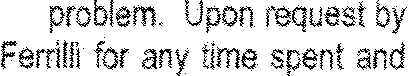 problem. Upon request by
Ferrilli for any time spent and